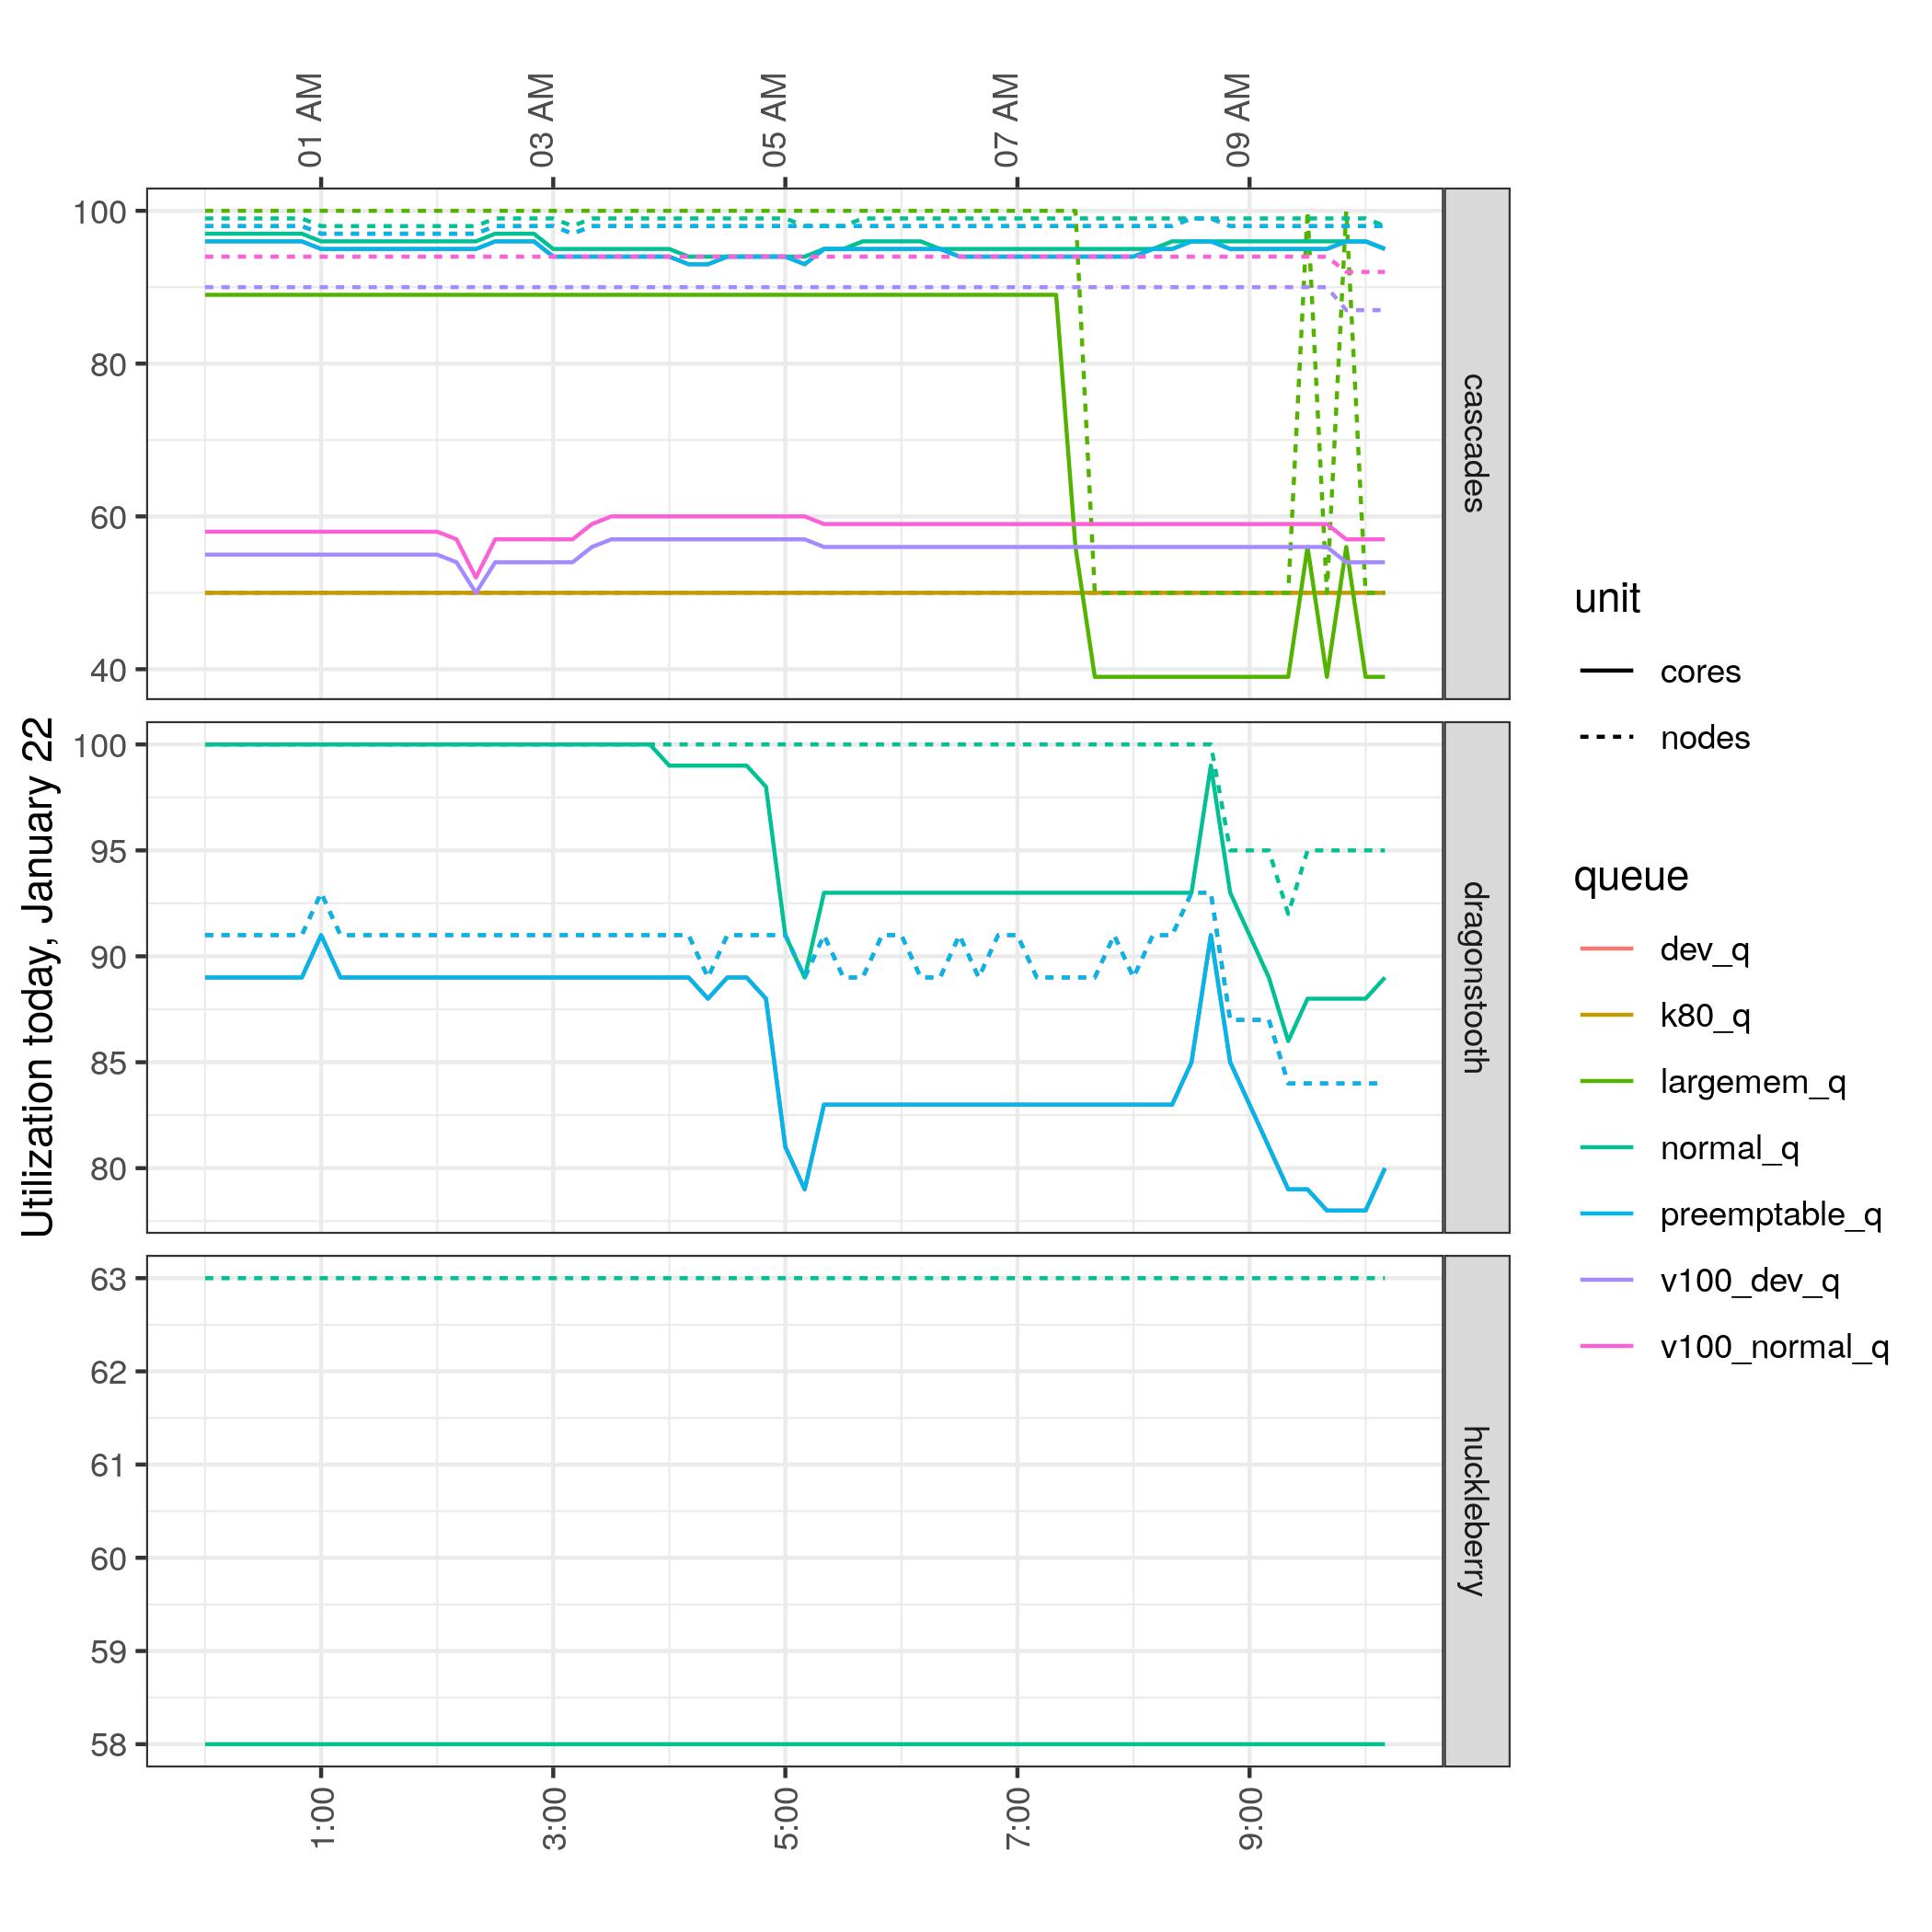 01 AM
03 AM
05 AM
07 AM
09 AM
Utilization today, January 22
100
80
60
40
cascades
100
95
90
85
80
dragonstooth
63
62
61
60
59
58
huckleberry
1:00
3:00
5:00
7:00
9:00
unit
cores
nodes
queue
dev_q
k80_q
largemem_q
normal_q
preemptable_q
v100_dev_q
v100_normal_q